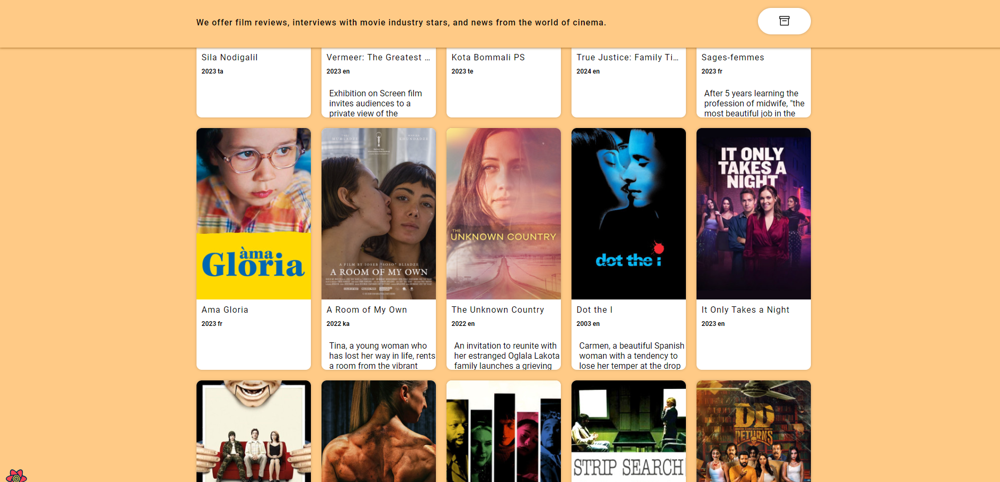 We offer film reviews, interviews with movie industry stars, and news from the world of cinema.
Sila Nodigalil
2023 ta
Vermeer: The Greatest ...
2023 en
Exhibition on Screen film
invites audiences to a
private view of the
Kota Bommali PS
2023 te
True Justice: Family Ti...
2024 en
Sages-femmes
2023 fr
After 5 years learning the
profession of midwife, "the
most beautiful job in the
àma
Gloria
Ama Gloria
2023 fr
A FILM BY IOSEB "SOSO" BLIADZE
A ROOM OF MY OWN
A Room of My Own
2022 ka
Tina, a young woman who
has lost her way in life, rents
a room from the vibrant
THE
UNKNOWN COUNTRY
The Unknown Country
2022 en
An invitation to reunite with
her estranged Oglala Lakota
family launches a grieving
dot the i
Dot the I
2003 en
Carmen, a beautiful Spanish
woman with a tendency to
lose her temper at the drop
IT ONLY
TAKES A
NIGHT
It Only Takes a Night
2023 en
STRIP SEARCH
DD
RETURNS